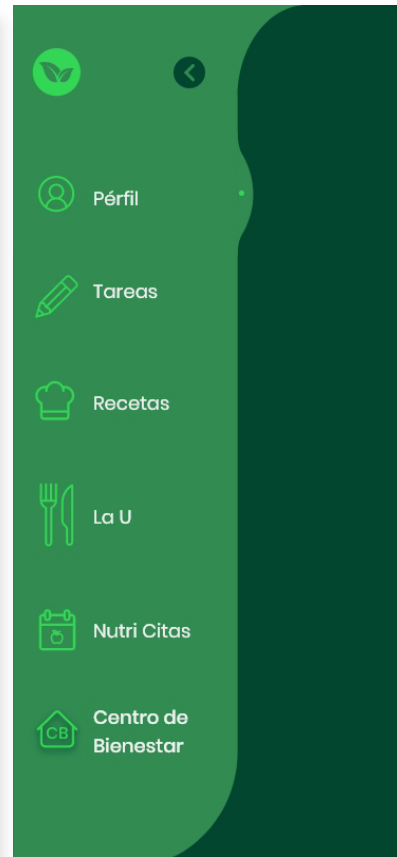 Pérfil
Tareas
Recetas
La U
Nutri Citas
Centro de
Bienestar
CB